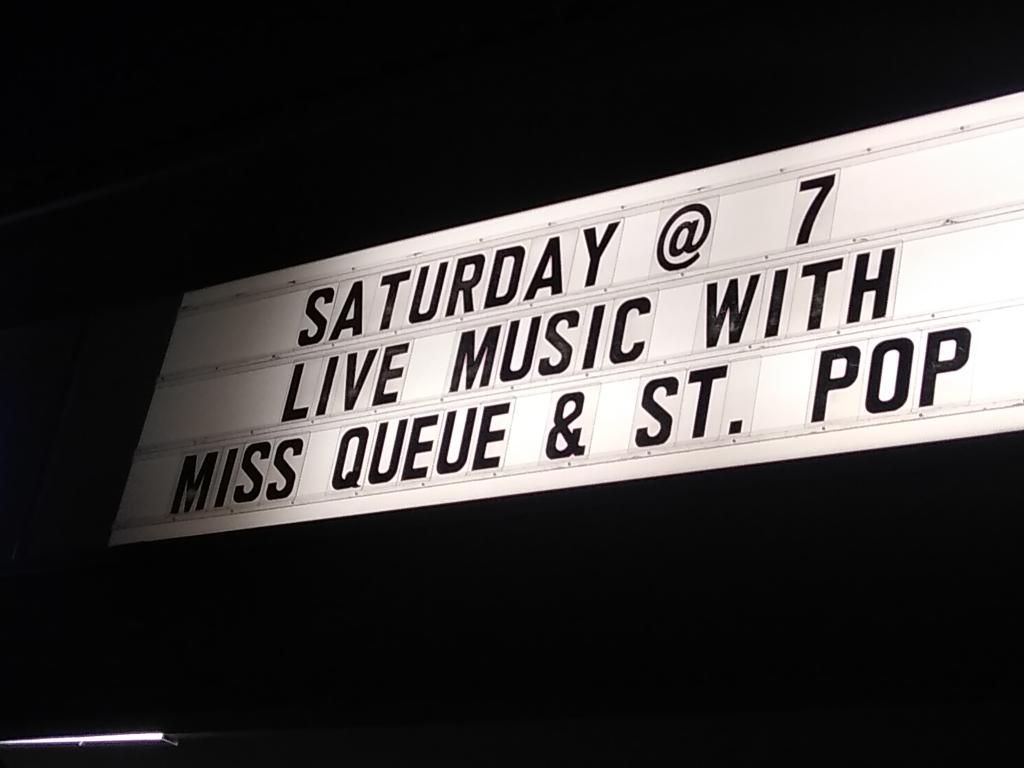 SATURDAY @ 7
LIVE MUSIC WITH
MISS QUEUE & ST. POP